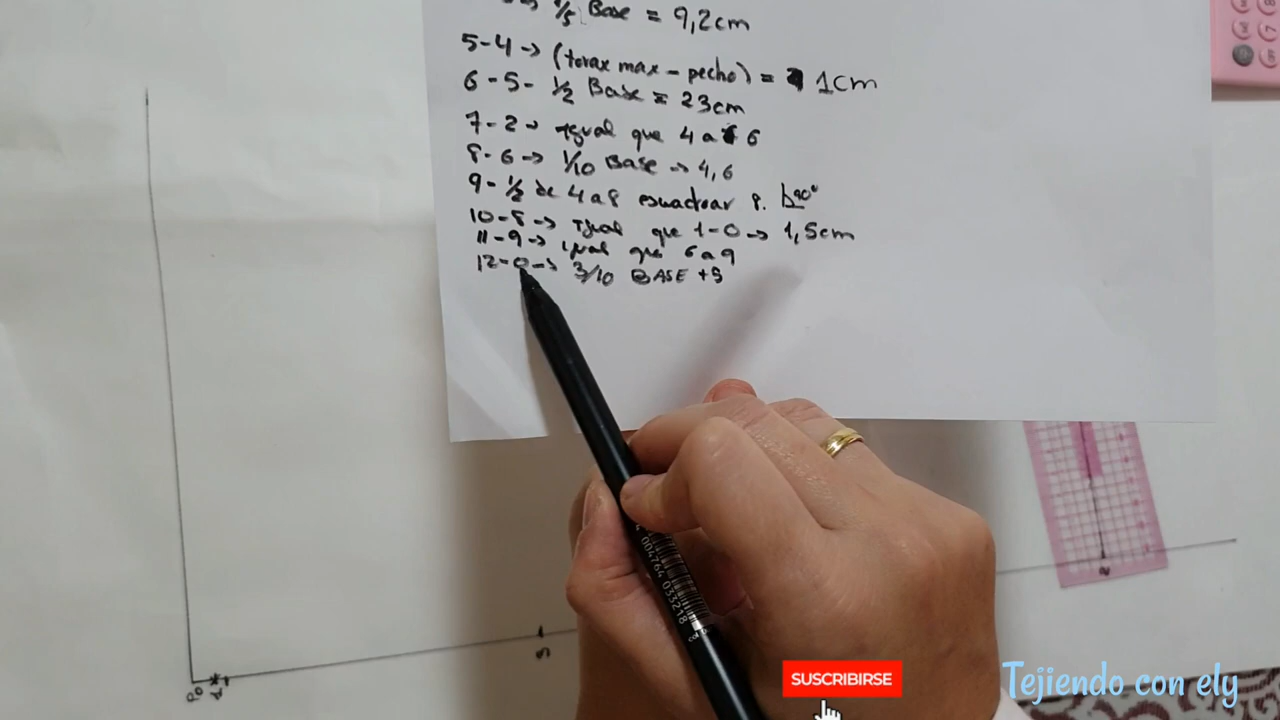 1/5 Base = 9,2cm
5-4-> (torax max - pecho) = 1cm
6-5- 1/2 Base = 23cm
7-2-> Igual que 4 a 6
8-6-> 1/10 Base -> 4,6
9-1/2 de 4 a 8 escuadrar 8. 90°
10-8-> Igual que 1-0-> 1,5cm
11-9-> igual que 6 a 9
12-0-> 3/10 BASE +5
004764 033218
SUSCRIBIRSE
Tejiendo con ely